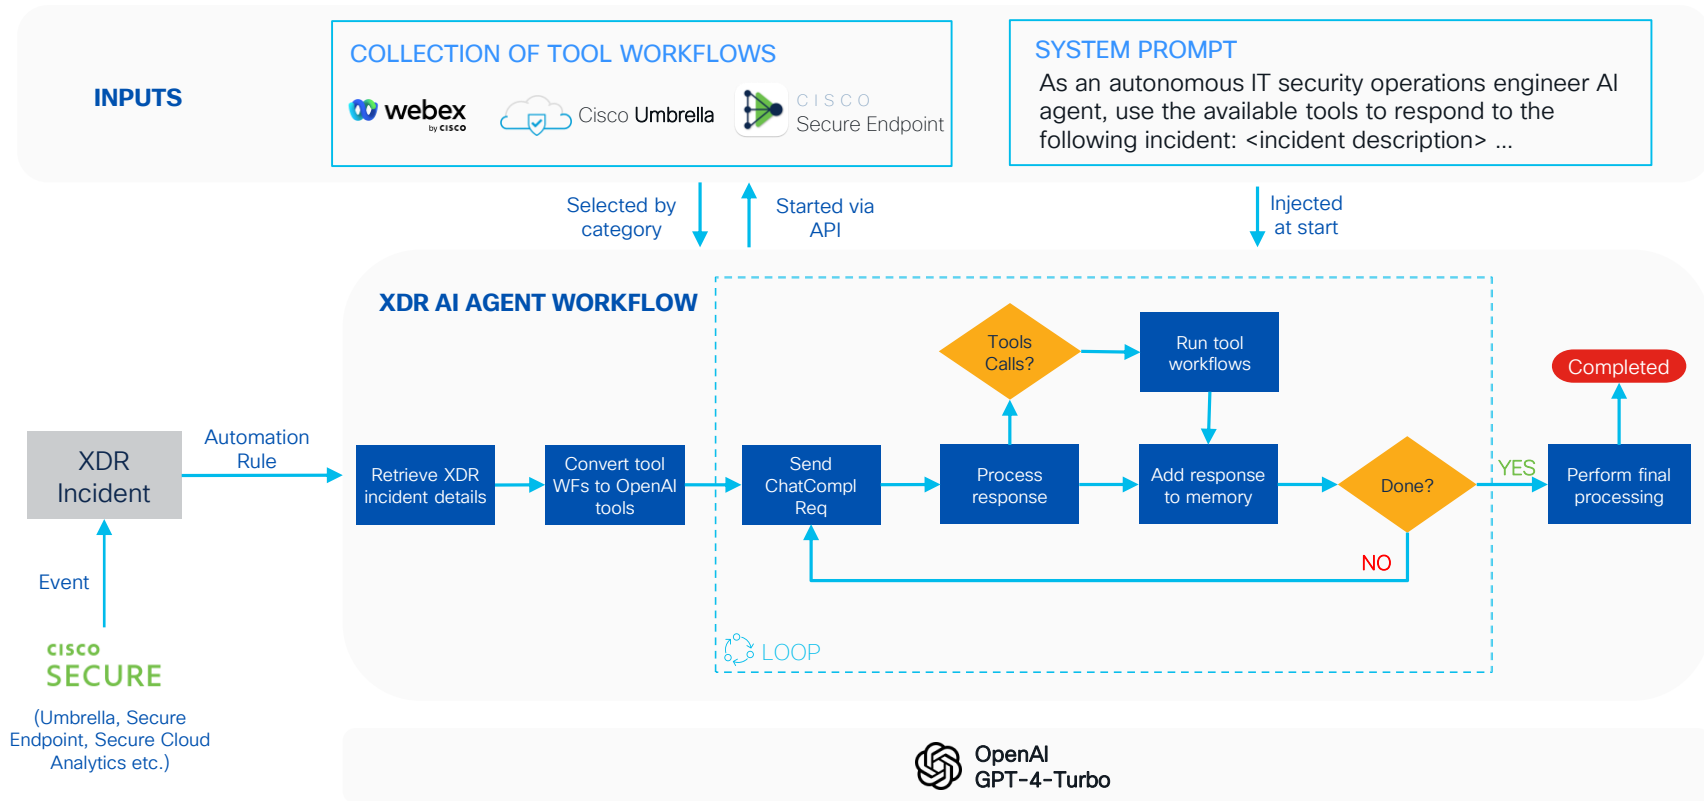 INPUTS
COLLECTION OF TOOL WORKFLOWS
webex
by CISCO
Cisco Umbrella
CISCO
Secure Endpoint
SYSTEM PROMPT
As an autonomous IT security operations engineer AI
agent, use the available tools to respond to the
following incident: <incident description> ...
Selected by
category
Started via
API
Injected
at start
XDR AI AGENT WORKFLOW
Tools
Calls?
Run tool
workflows
Completed
XDR
Incident
Automation
Rule
Retrieve XDR
incident details
Convert tool
WFs to OpenAI
tools
Send
ChatCompl
Req
Process
response
Add response
to memory
Done?
YES
Perform final
processing
NO
Event
LOOP
CISCO
SECURE
(Umbrella, Secure
Endpoint, Secure Cloud
Analytics etc.)
OpenAI
GPT-4-Turbo